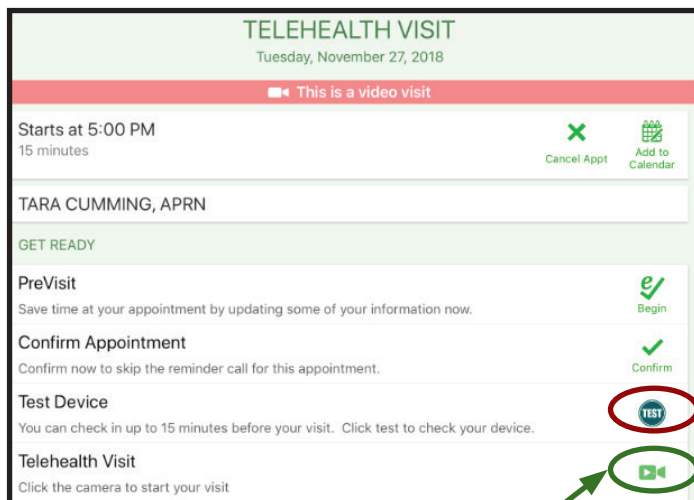 TELEHEALTH VISIT
Tuesday, November 27, 2018
This is a video visit
Starts at 5:00 PM
15 minutes
Cancel Appt
Add to
Calendar
TARA CUMMING, APRN
GET READY
PreVisit
Save time at your appointment by updating some of your information now.
Begin
Confirm Appointment
Confirm now to skip the reminder call for this appointment.
Confirm
Test Device
You can check in up to 15 minutes before your visit. Click test to check your device.
TEST
Telehealth Visit
Click the camera to start your visit